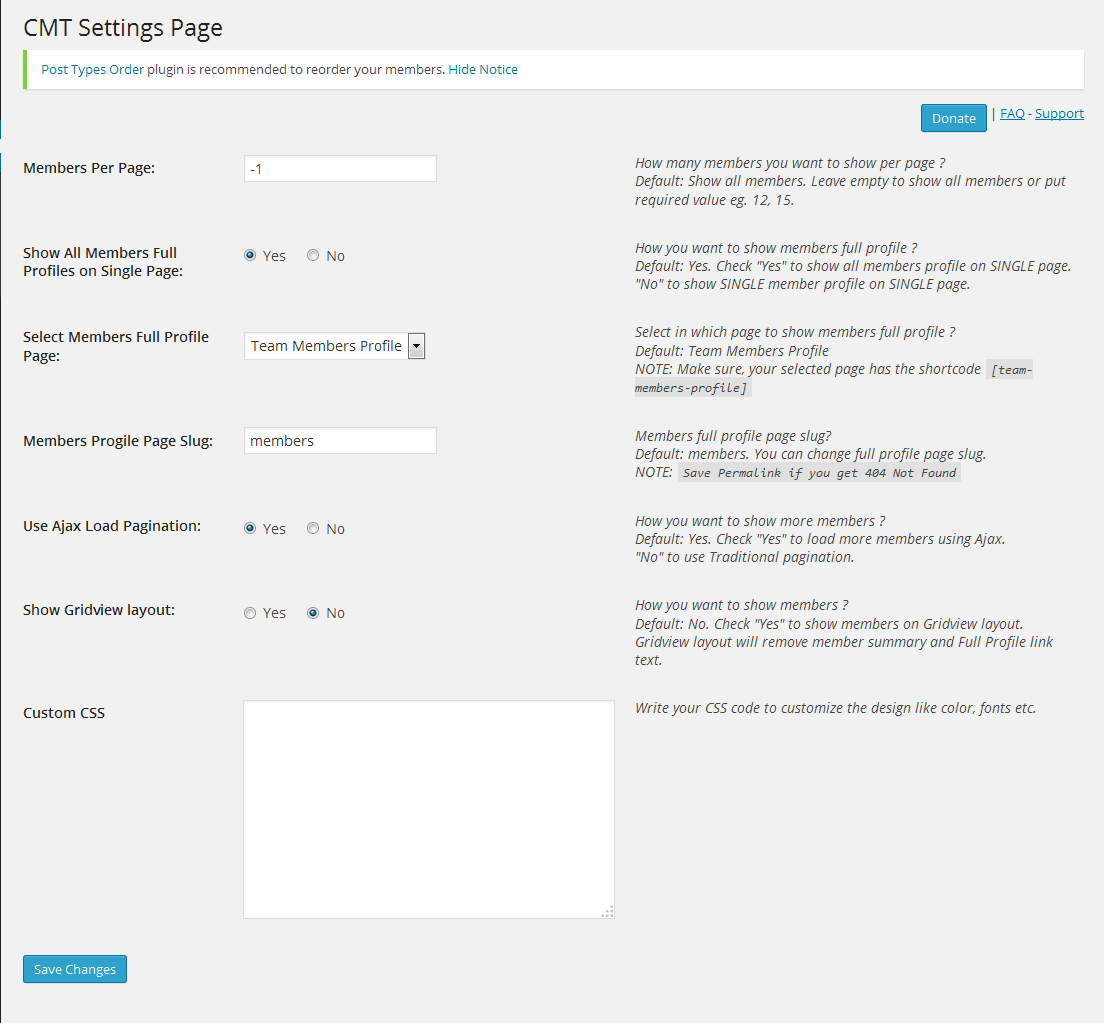 CMT Settings Page
Post Types Order plugin is recommended to reorder your members. Hide Notice
Donate | FAQ - Support
Members Per Page:
-1
How many members you want to show per page ?
Default: Show all members. Leave empty to show all members or put
required value eg. 12, 15.
Show All Members Full
Profiles on Single Page:
Yes No
How you want to show members full profile ?
Default: Yes. Check "Yes" to show all members profile on SINGLE page.
"No" to show SINGLE member profile on SINGLE page.
Select Members Full Profile
Page:
Team Members Profile
Select in which page to show members full profile ?
Default: Team Members Profile
NOTE: Make sure, your selected page has the shortcode [team-
members-profile]
Members Progile Page Slug:
members
Members full profile page slug?
Default: members. You can change full profile page slug.
NOTE: Save Permalink if you get 404 Not Found
Use Ajax Load Pagination:
Yes No
How you want to show more members ?
Default: Yes. Check "Yes" to load more members using Ajax.
"No" to use Traditional pagination.
Show Gridview layout:
Yes No
How you want to show members ?
Default: No. Check "Yes" to show members on Gridview layout.
Gridview layout will remove member summary and Full Profile link
text.
Custom CSS
Write your CSS code to customize the design like color, fonts etc.
Save Changes